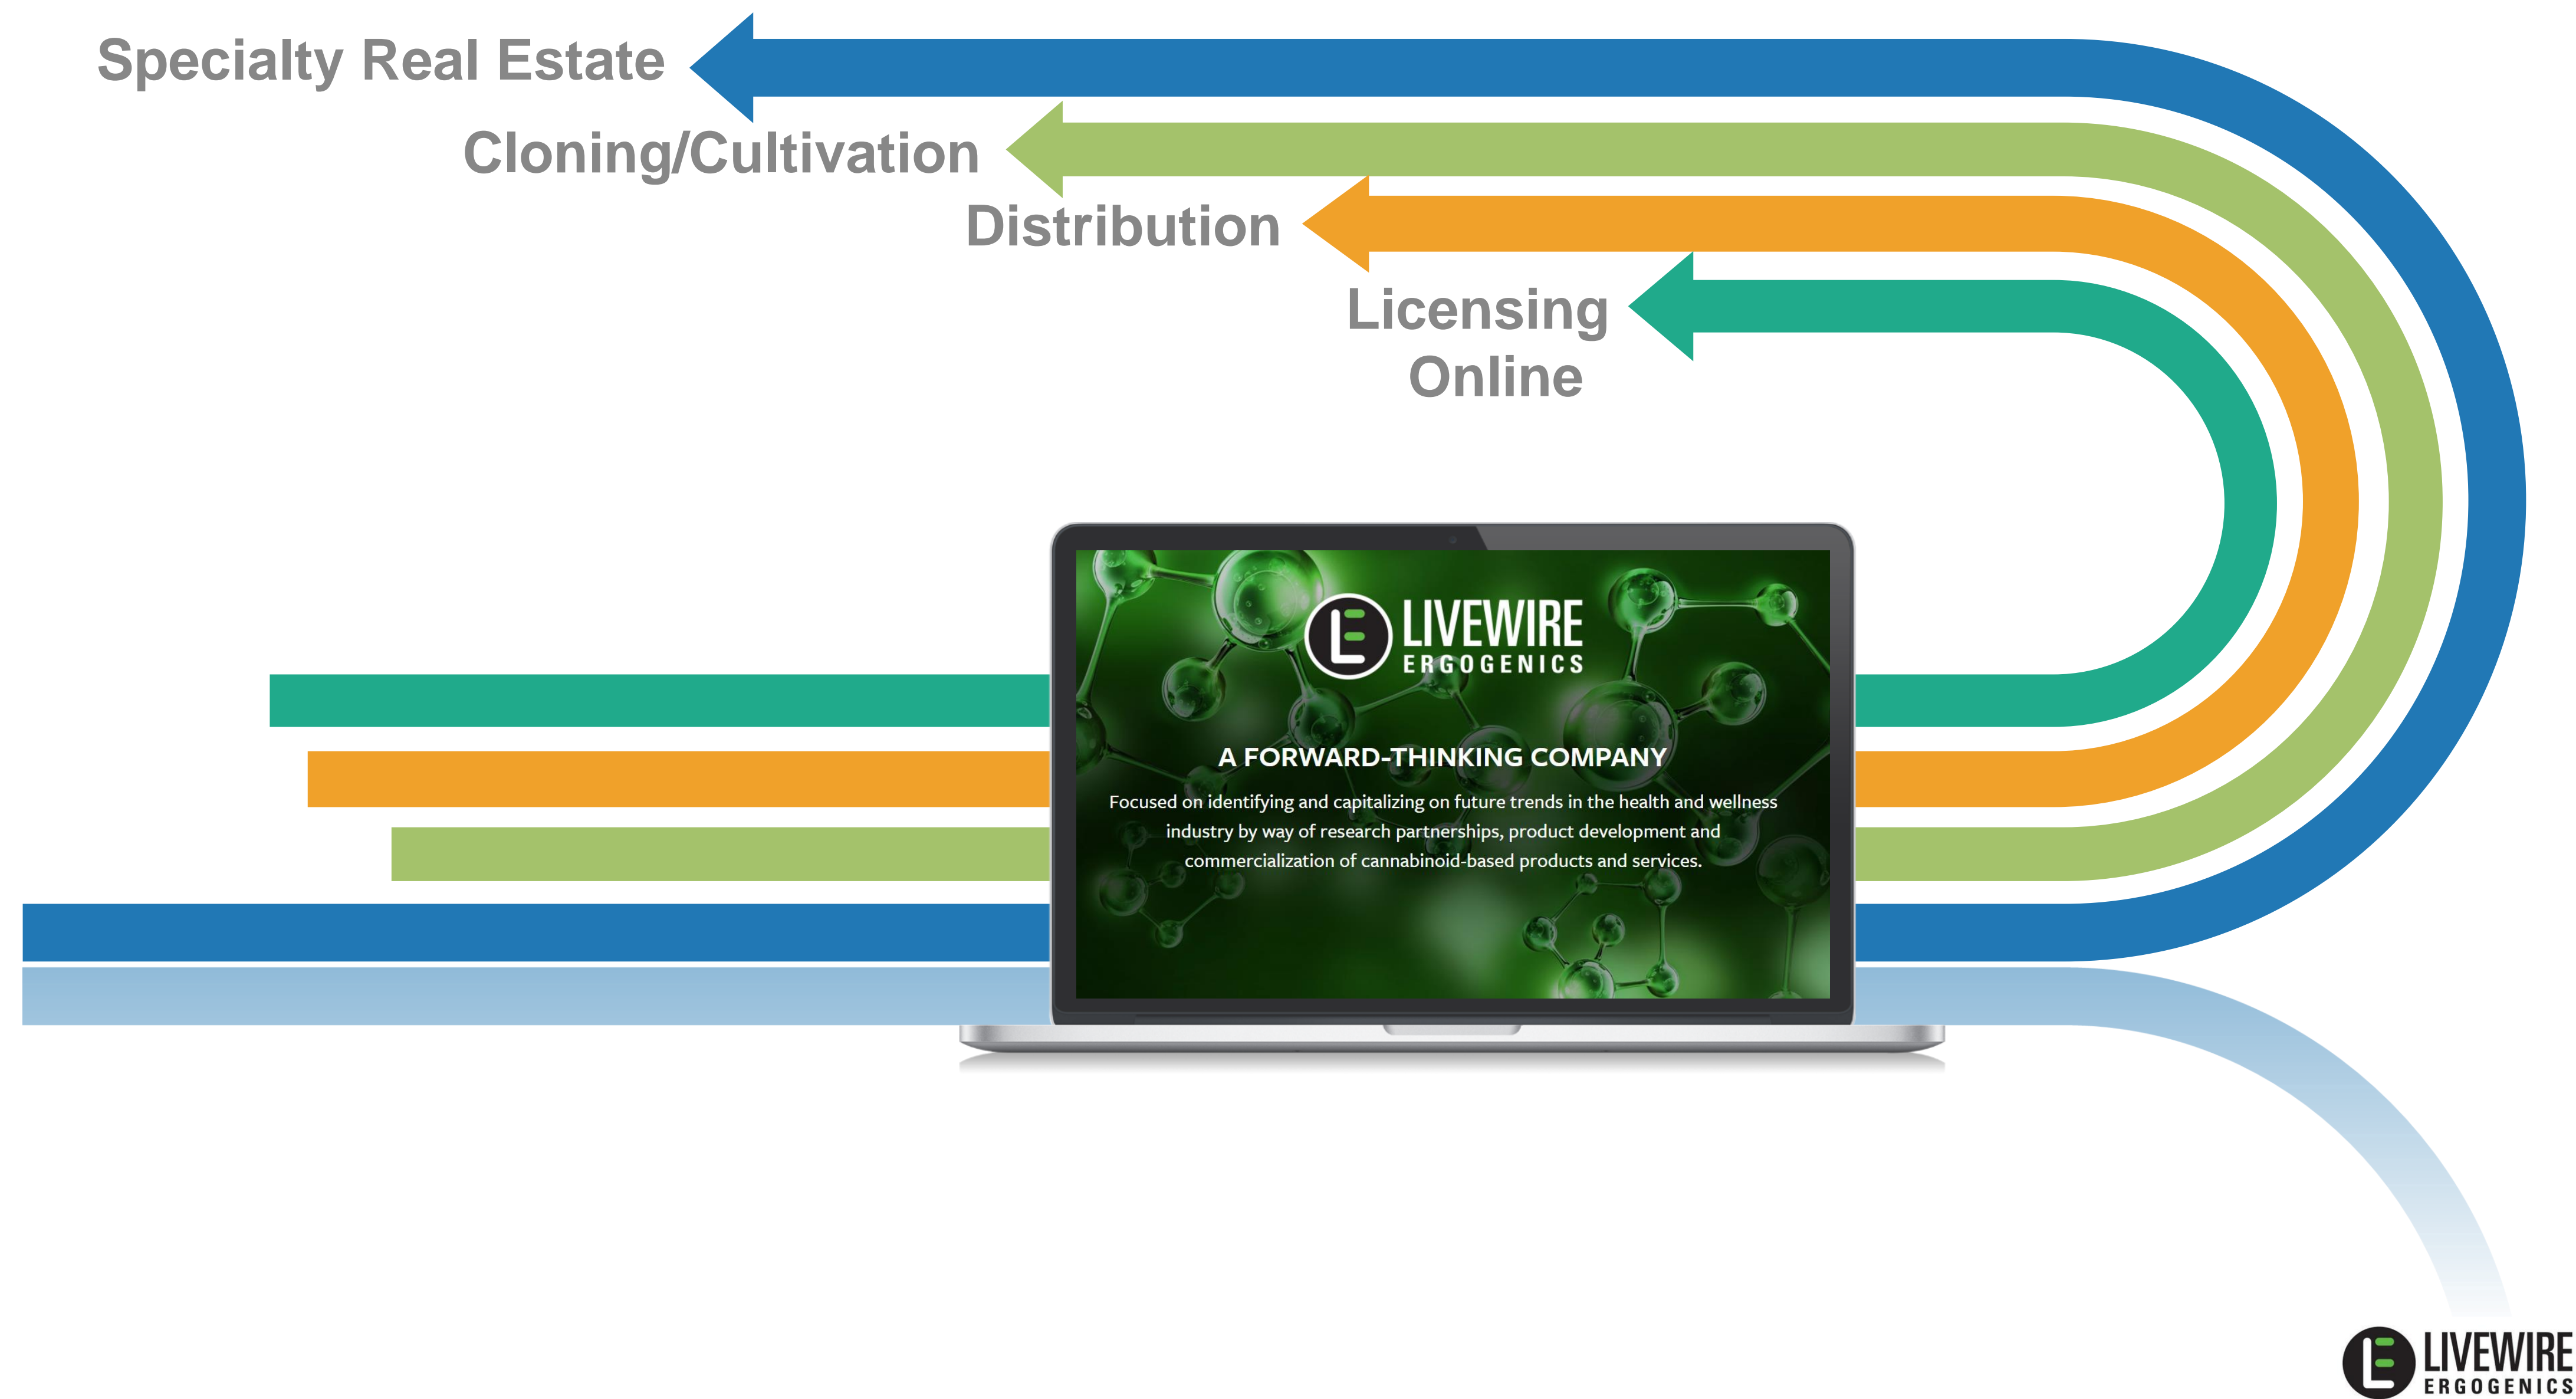 Specialty Real Estate
Cloning/Cultivation
Distribution
Licensing
Online
LE LIVEWIRE
ERGOGENICS
A FORWARD-THINKING COMPANY
Focused on identifying and capitalizing on future trends in the health and wellness
industry by way of research partnerships, product development and
commercialization of cannabinoid-based products and services.
LE LIVEWIRE
ERGOGENICS